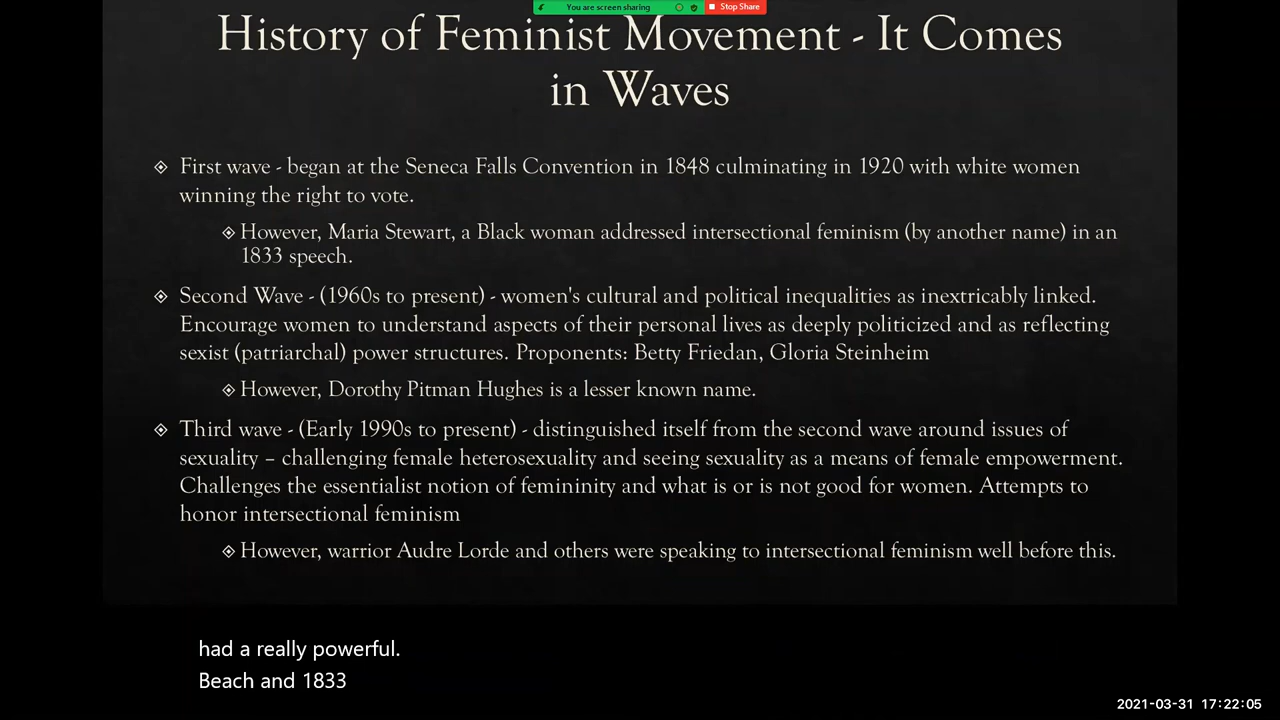 You are screen sharing
Stop Share
History of Feminist Movement - It Comes
in Waves
First wave - began at the Seneca Falls Convention in 1848 culminating in 1920 with white women
winning the right to vote.
However, Maria Stewart, a Black woman addressed intersectional feminism (by another name) in an
1833 speech.
Second Wave - (1960s to present) - women's cultural and political inequalities as inextricably linked.
Encourage women to understand aspects of their personal lives as deeply politicized and as reflecting
sexist (patriarchal) power structures. Proponents: Betty Friedan, Gloria Steinheim
However, Dorothy Pitman Hughes is a lesser known name.
Third wave - (Early 1990s to present) - distinguished itself from the second wave around issues of
sexuality – challenging female heterosexuality and seeing sexuality as a means of female empowerment.
Challenges the essentialist notion of femininity and what is or is not good for women. Attempts to
honor intersectional feminism
However, warrior Audre Lorde and others were speaking to intersectional feminism well before this.
had a really powerful.
Beach and 1833
2021-03-31 17:22:05